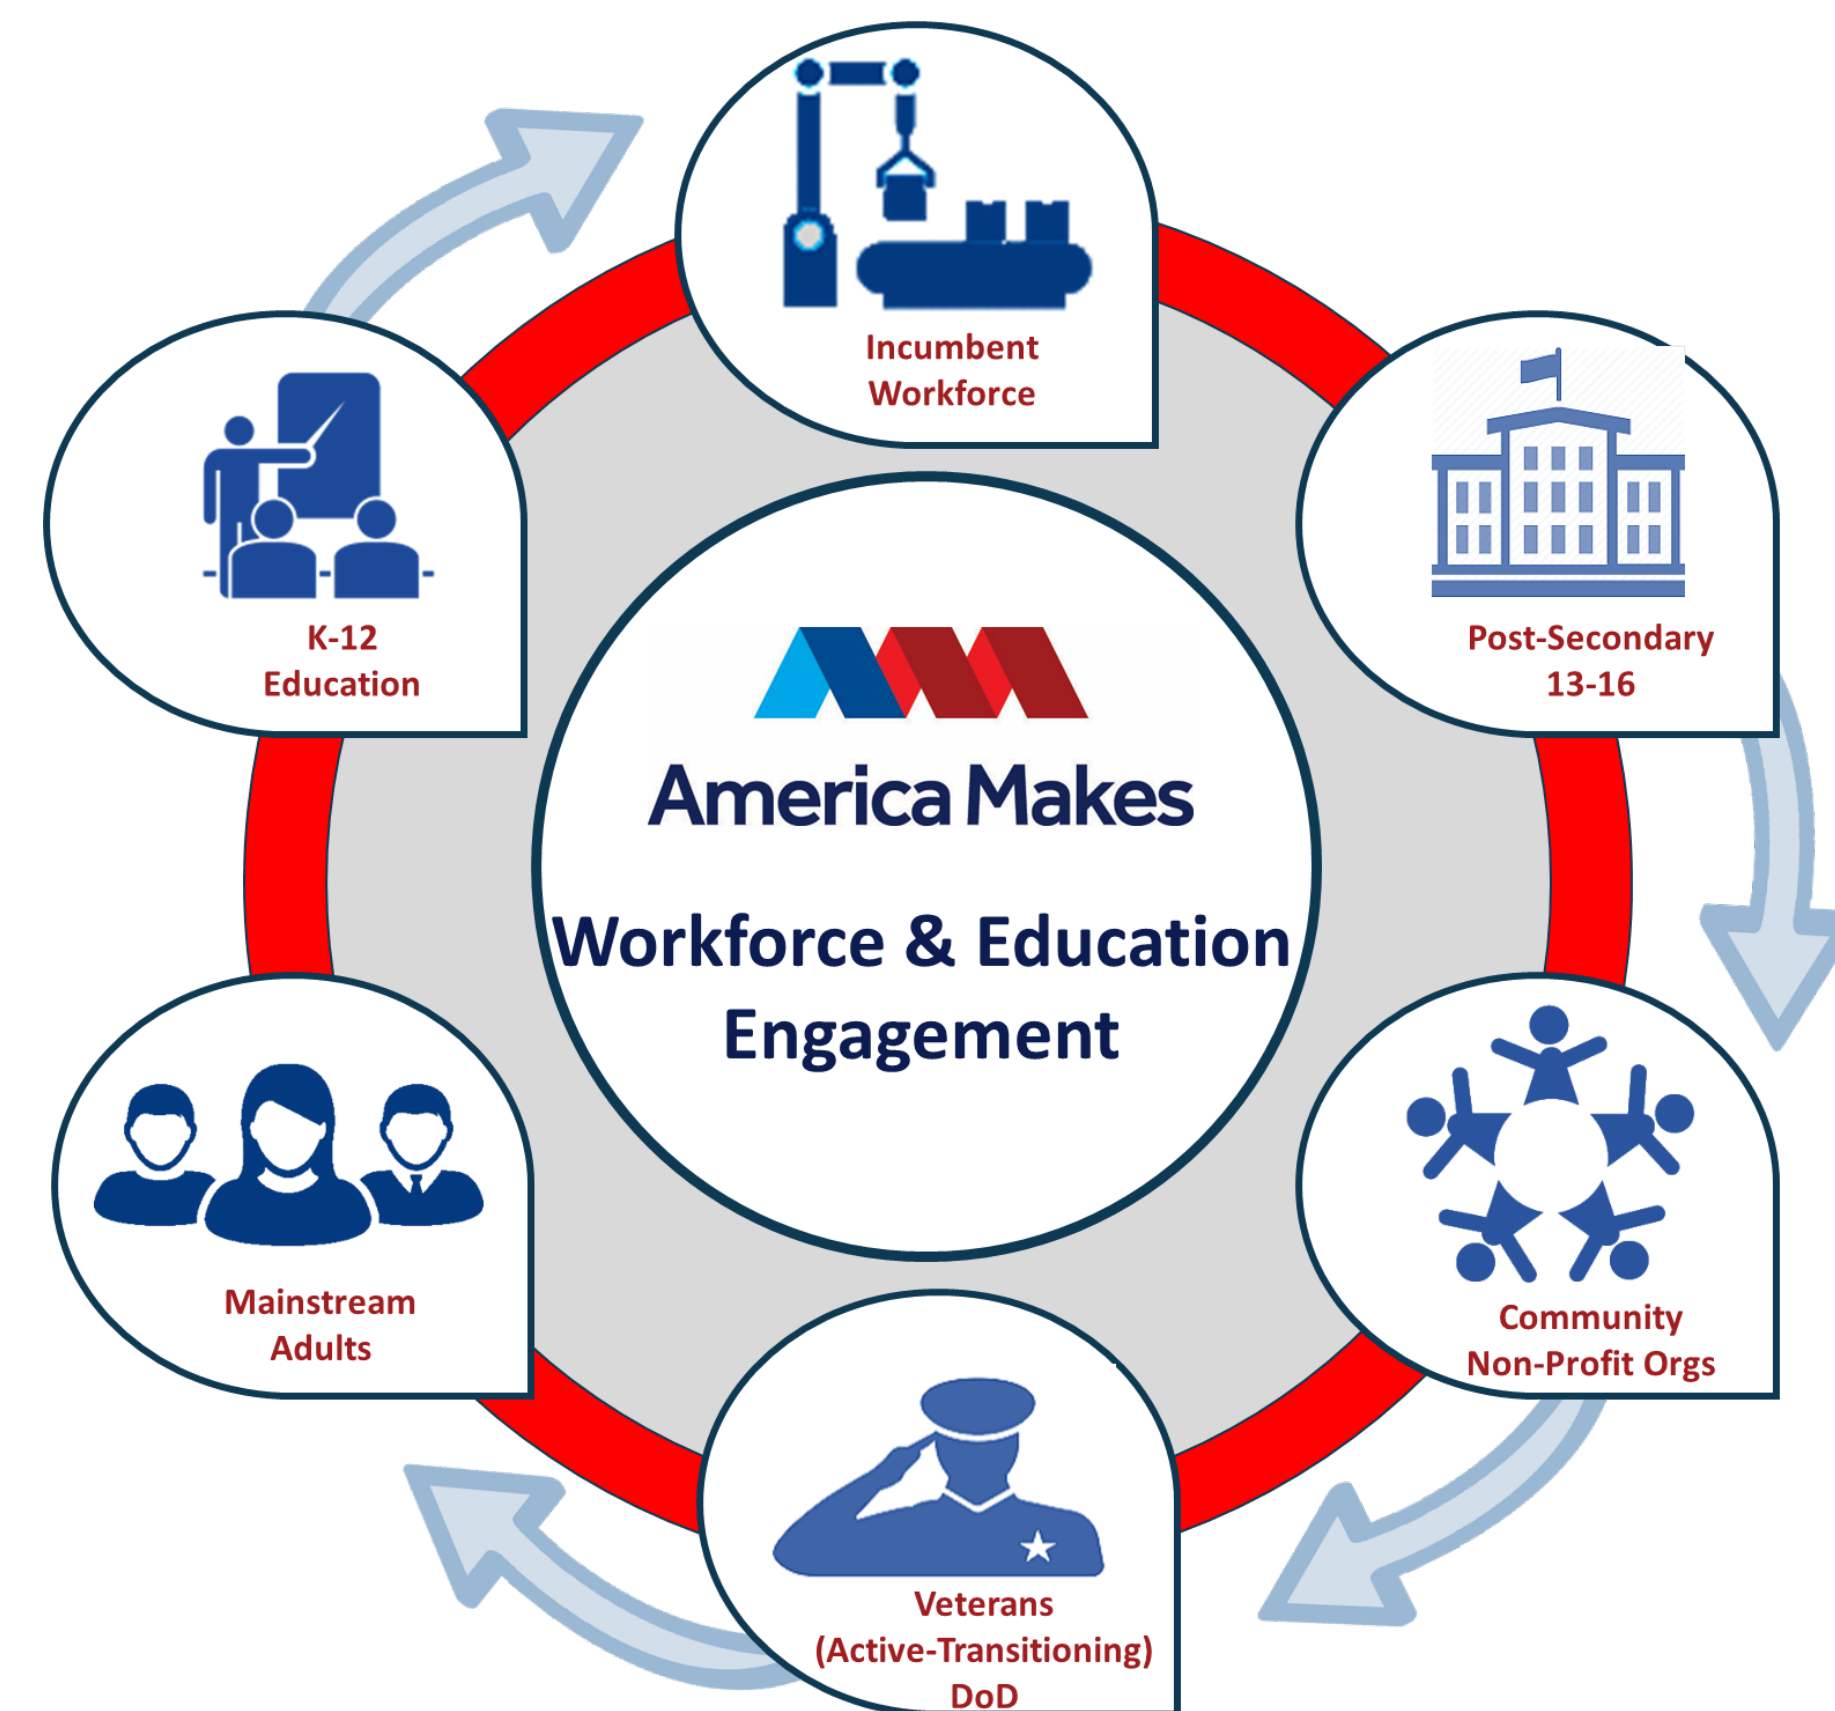 Incumbent
Workforce
K-12
Education
Post-Secondary
13-16
America Makes
Workforce & Education
Engagement
Mainstream
Adults
Community
Non-Profit Orgs
Veterans
(Active-Transitioning)
DoD